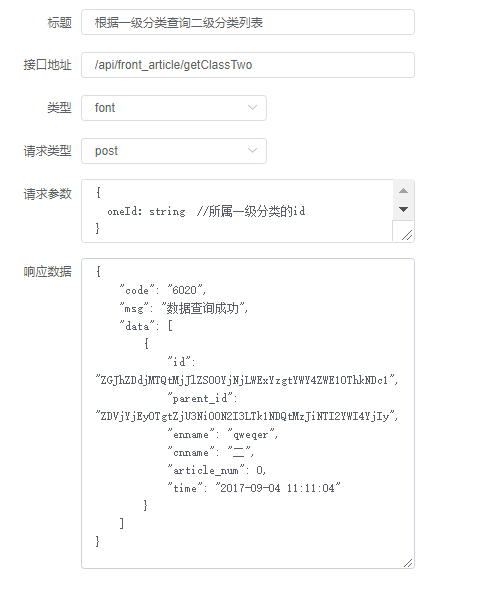 标题 根据一级分类查询二级分类列表
接口地址 /api/front_article/getClassTwo
类型 font
请求类型 post
请求参数 {
oneId: string //所属一级分类的id
}
响应数据 {
"code": "6020",
"msg": "数据查询成功",
"data": [
{
"id":
"ZGJhZDdjMTQtMjJlZS00YjNjLWExYzgtYWY4ZWE1OThkNDc1",
"parent_id":
"ZDVjYjEyOTgtZjU3Ni00N2I3LTk1NDQtMzJiNTI2YWI4YjIy",
"enname": "qweqer",
"cnname": "二",
"article_num": 0,
"time": "2017-09-04 11:11:04"
}
]
}